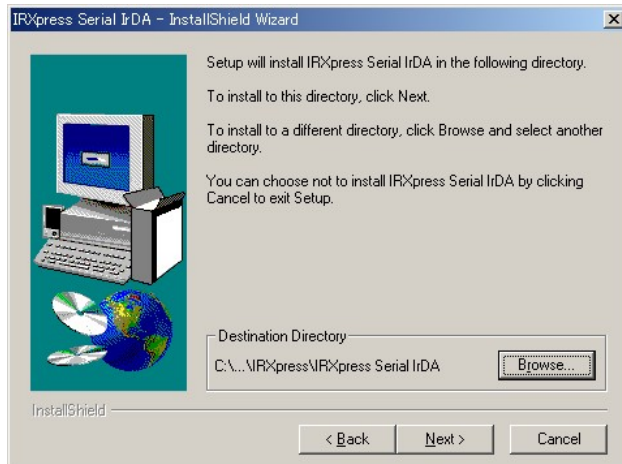 IRXpress Serial IrDA - InstallShield Wizard
Setup will install IRXpress Serial IrDA in the following directory.
To install to this directory, click Next.
To install to a different directory, click Browse and select another
directory.
You can choose not to install IRXpress Serial IrDA by clicking
Cancel to exit Setup.
Destination Directory
C:\...\IRXpress\IRXpress Serial IrDA
Browse...
InstallShield
< Back
Next >
Cancel